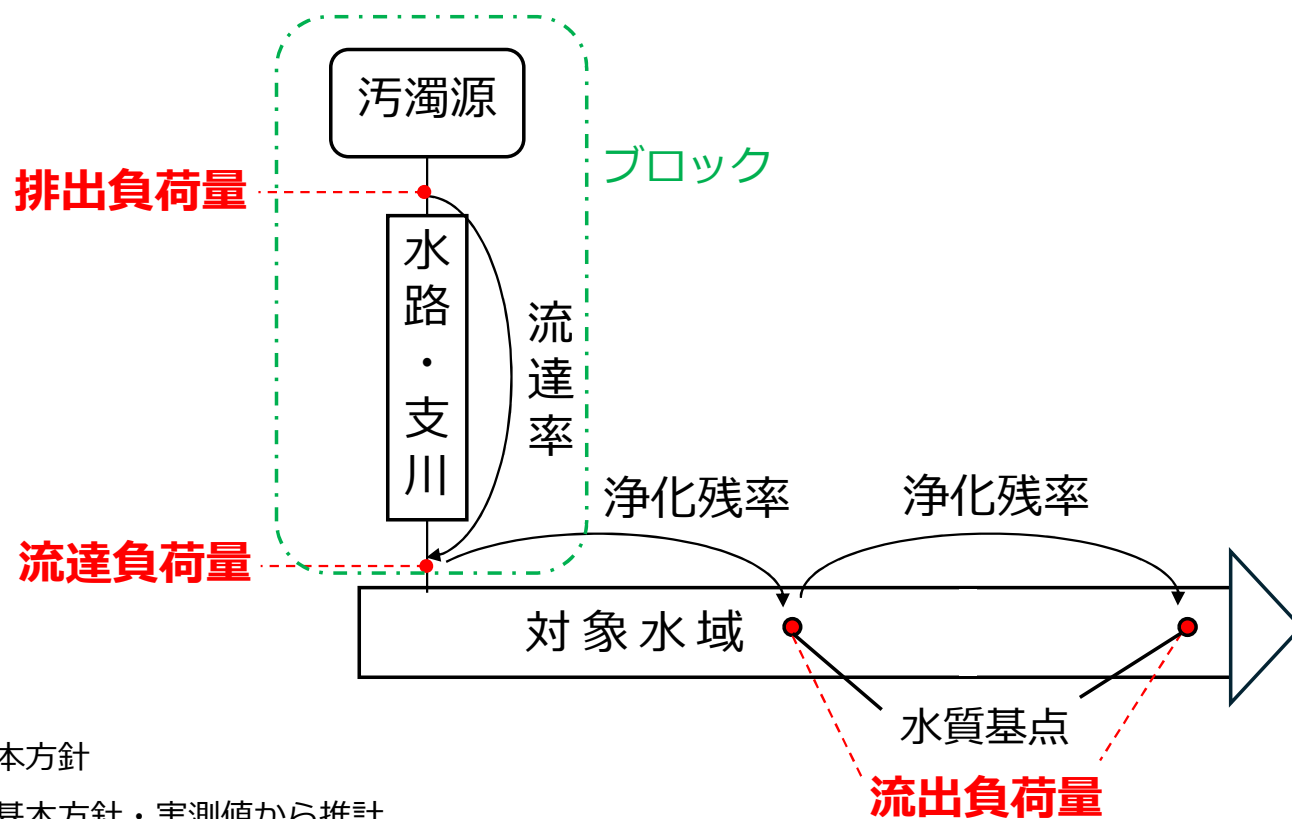 汚濁源
ブロック
排出負荷量
水路・支川
流達率
浄化残率
浄化残率
流達負荷量
対象水域
水質基点
本方針
流出負荷量
基本方針・実測値から推計